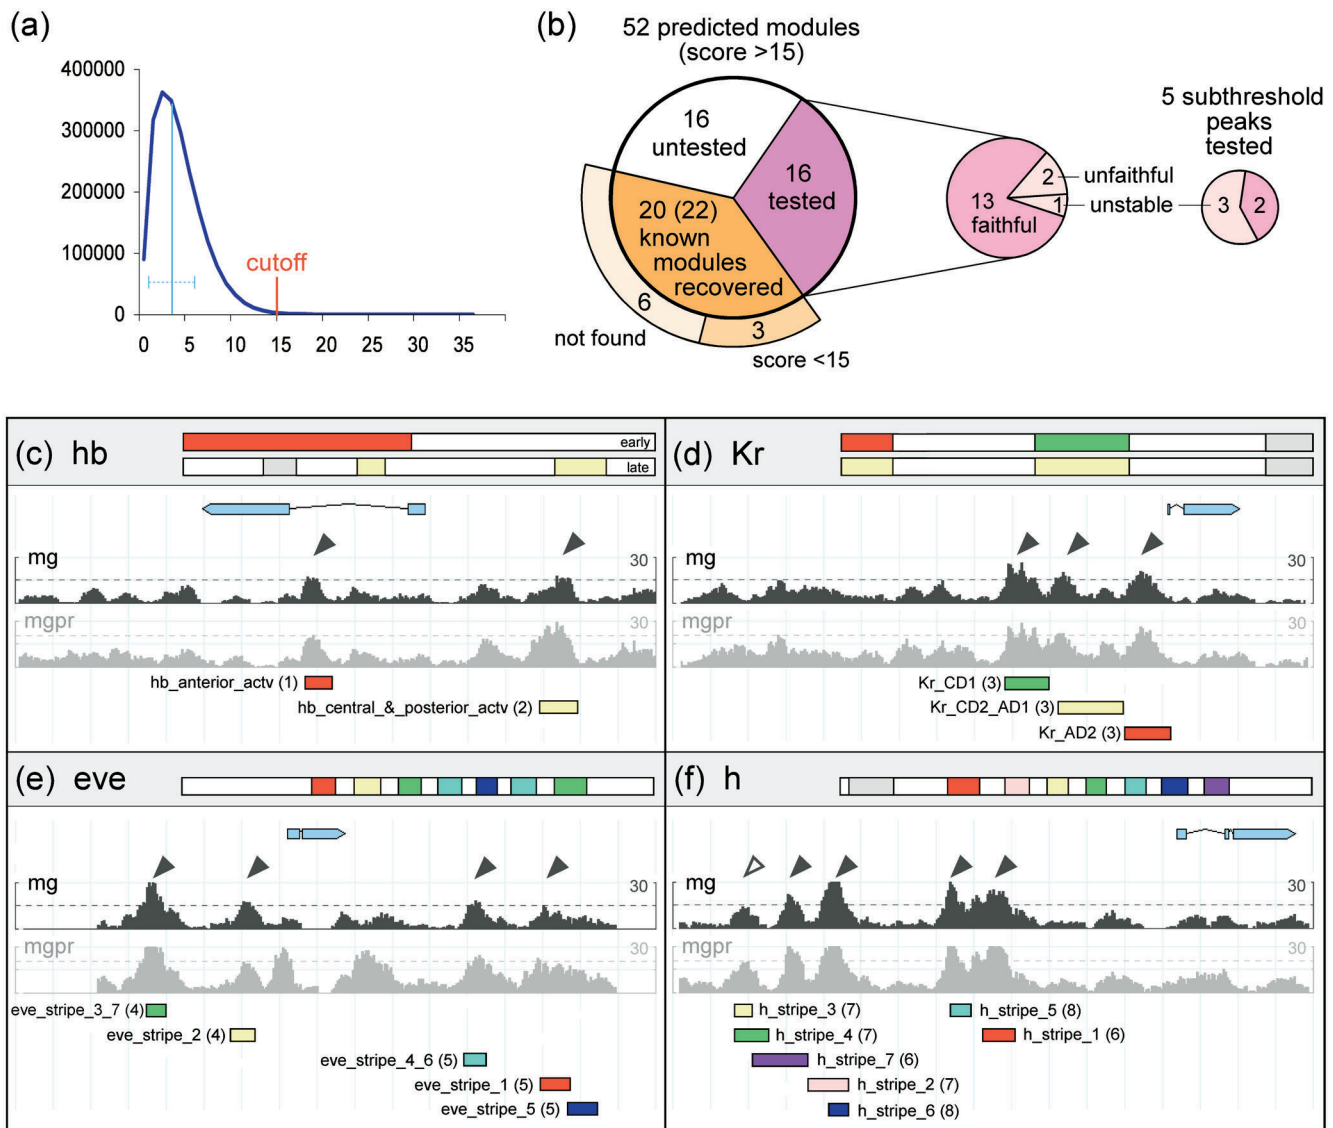 (a)
400000
300000
200000
100000
0
cutoff
0 5 10 15 20 25 30 35
(b)
52 predicted modules
(score >15)
16
untested
16
tested
20 (22)
known
modules
recovered
6
3
not found
score <15
13
faithful
2
1
unfaithful
unstable
5 subthreshold
peaks
tested
3 2
(c) hb
early
late
mg
30
mgpr
30
hb_anterior_actv (1)
hb_central_&_posterior_actv (2)
(d) Kr
mg
30
mgpr
30
Kr_CD1 (3)
Kr_CD2_AD1 (3)
Kr_AD2 (3)
(e) eve
mg
30
mgpr
30
eve_stripe_3_7 (4)
eve_stripe_2 (4)
eve_stripe_4_6 (5)
eve_stripe_1 (5)
eve_stripe_5 (5)
(f) h
mg
30
mgpr
30
h_stripe_3 (7)
h_stripe_5 (8)
h_stripe_4 (7)
h_stripe_1 (6)
h_stripe_7 (6)
h_stripe_2 (7)
h_stripe_6 (8)